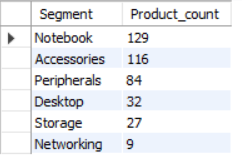 Segment Product_count
Notebook 129
Accessories 116
Peripherals 84
Desktop 32
Storage 27
Networking 9